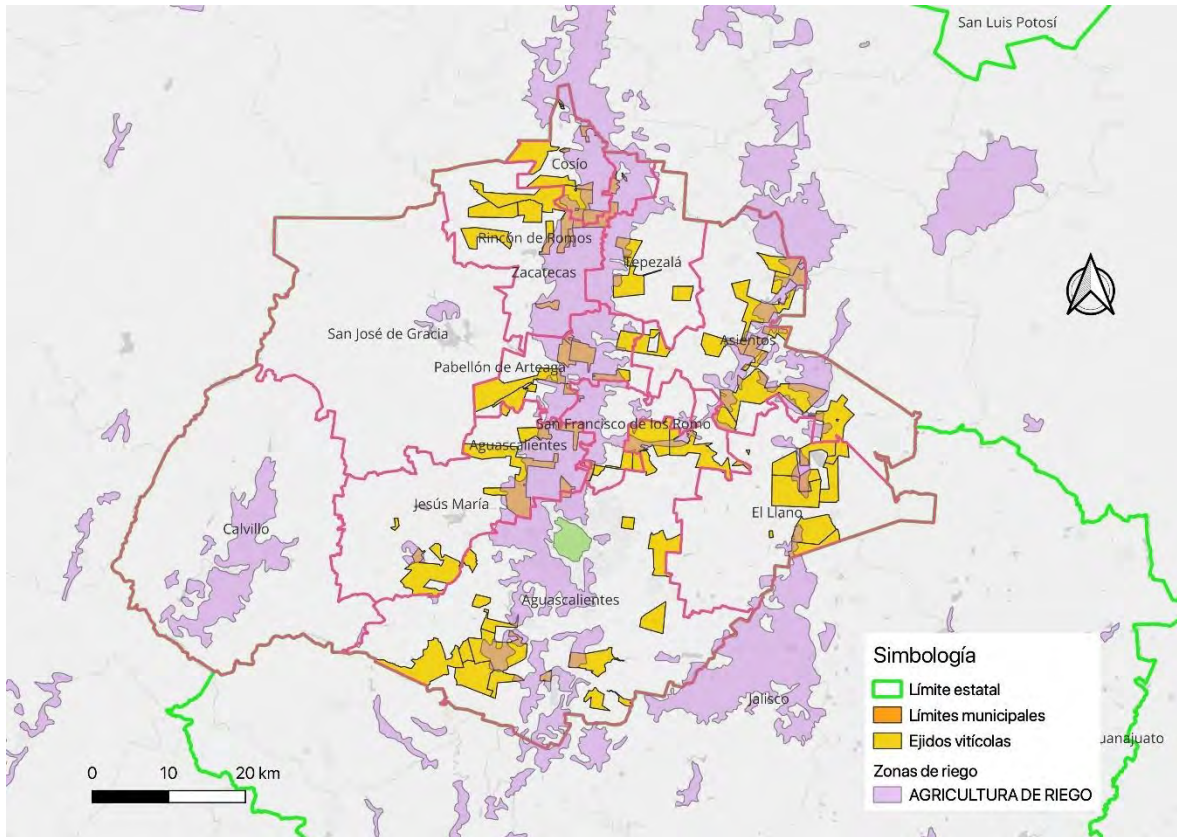 San Luis Potosí
Cosío
Rincón de Romos
Tepezalá
Zacatecas
San José de Gracia
Asientos
Pabellón de Arteaga
San Francisco de los Romo
Aguascalientes
Jesús María
El Llano
Calvillo
Aguascalientes
Jalisco
uanajuato
Simbología
Límite estatal
Límites municipales
Ejidos vitícolas
Zonas de riego
AGRICULTURA DE RIEGO
0 10 20 km